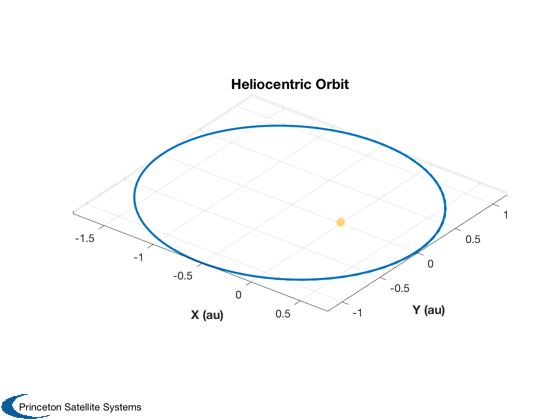 Heliocentric Orbit
1
0.5
0
-0.5
-1
Y (au)
-1.5
-1
-0.5
0
0.5
X (au)
Princeton Satellite Systems